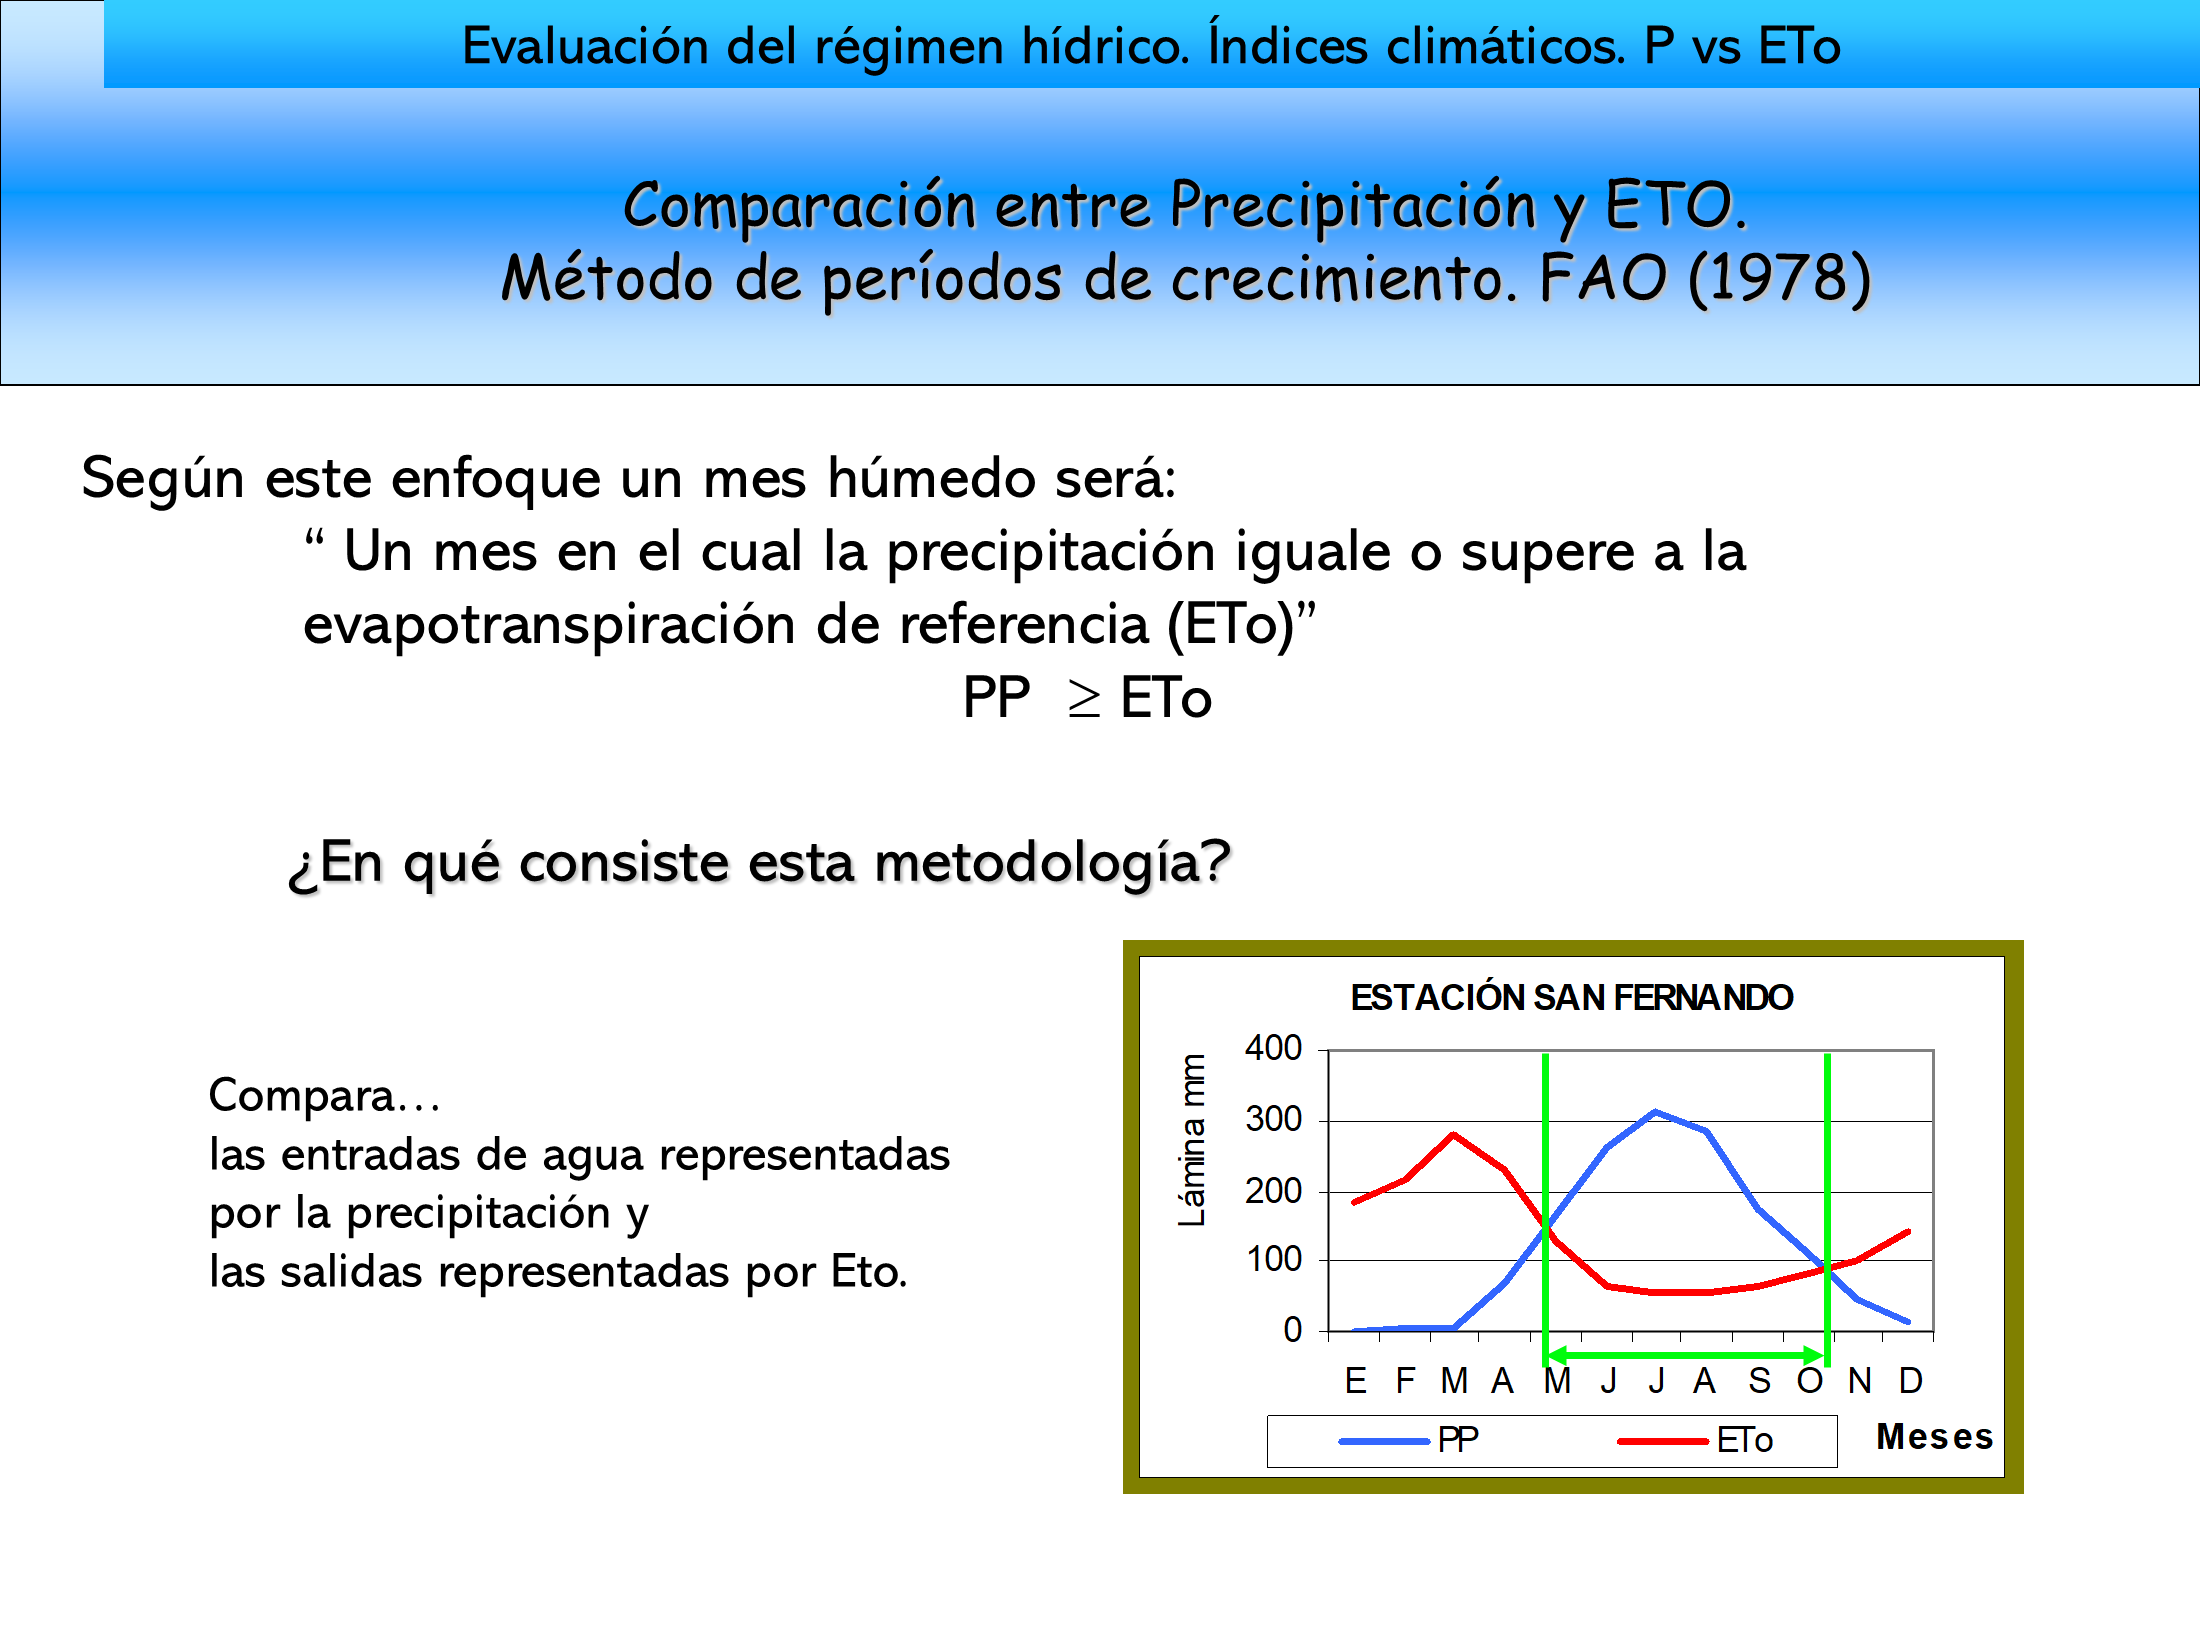 Evaluación del régimen hídrico. Índices climáticos. P vs ETo
Comparación entre Precipitación y ETO.
Método de períodos de crecimiento. FAO (1978)
Según este enfoque un mes húmedo será:
“ Un mes en el cual la precipitación iguale o supere a la
evapotranspiración de referencia (ETo)”
PP ≥ ETo
¿En qué consiste esta metodología?
Compara...
las entradas de agua representadas
por la precipitación y
las salidas representadas por Eto.
ESTACIÓN SAN FERNANDO
Lámina mm
400
300
200
100
0
E F M A M J J A S O N D
PP ETo
Meses